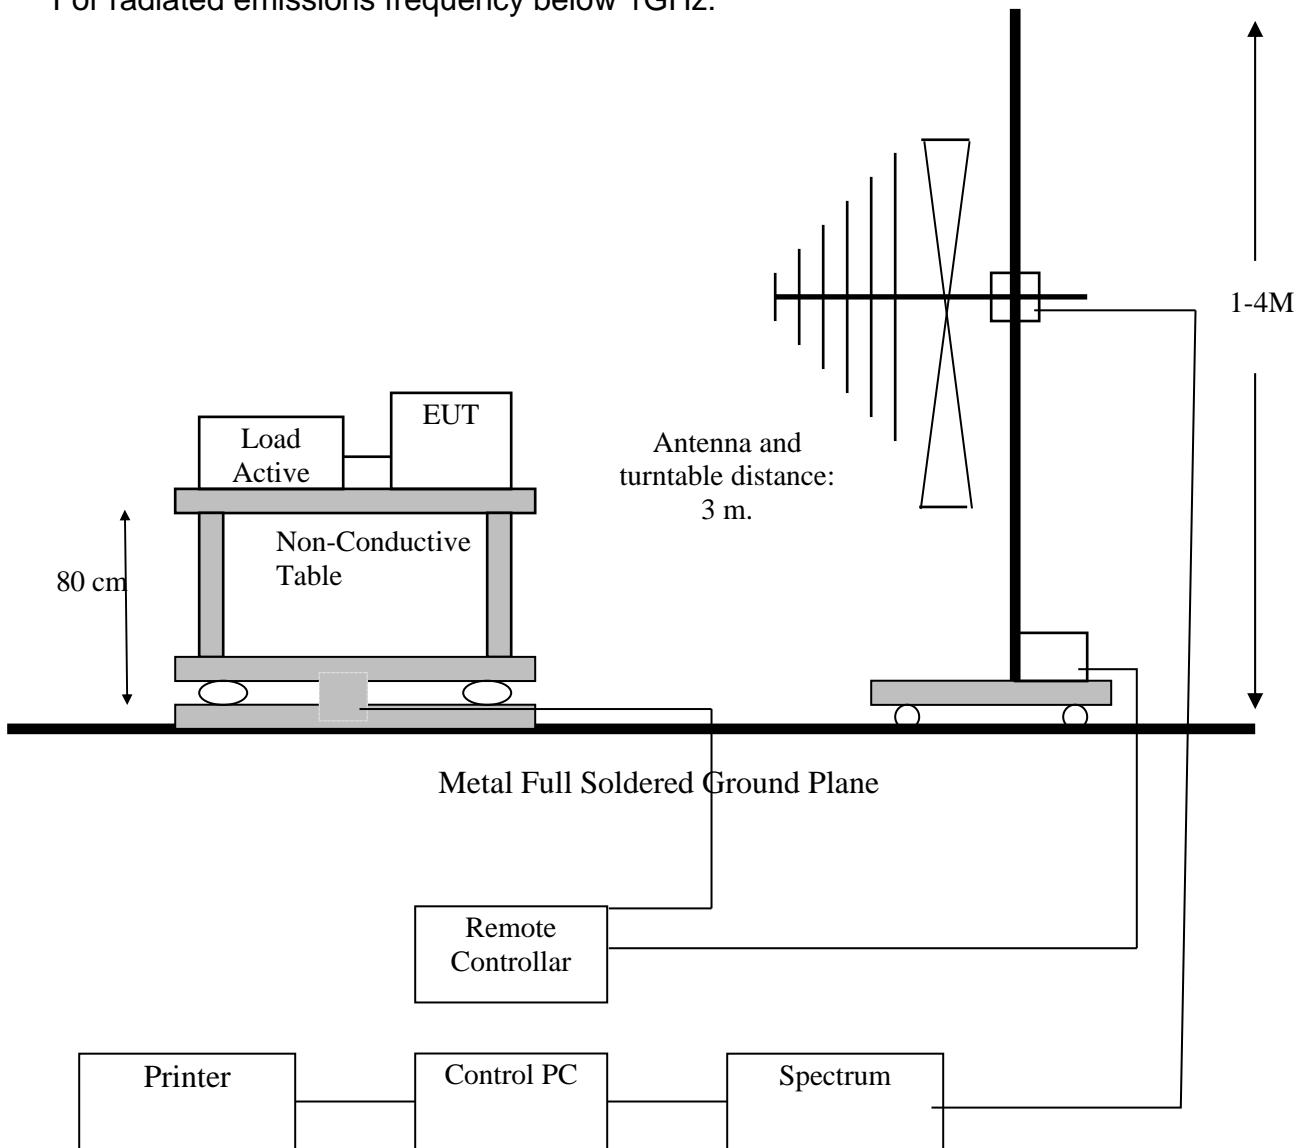 For radiated emissions frequency below 1GHz:
1-4M
EUT
Load
Active
Antenna and
turntable distance:
3 m.
Non-Conductive
Table
80 cm
Metal Full Soldered Ground Plane
Remote
Controllar
Printer
Control PC
Spectrum